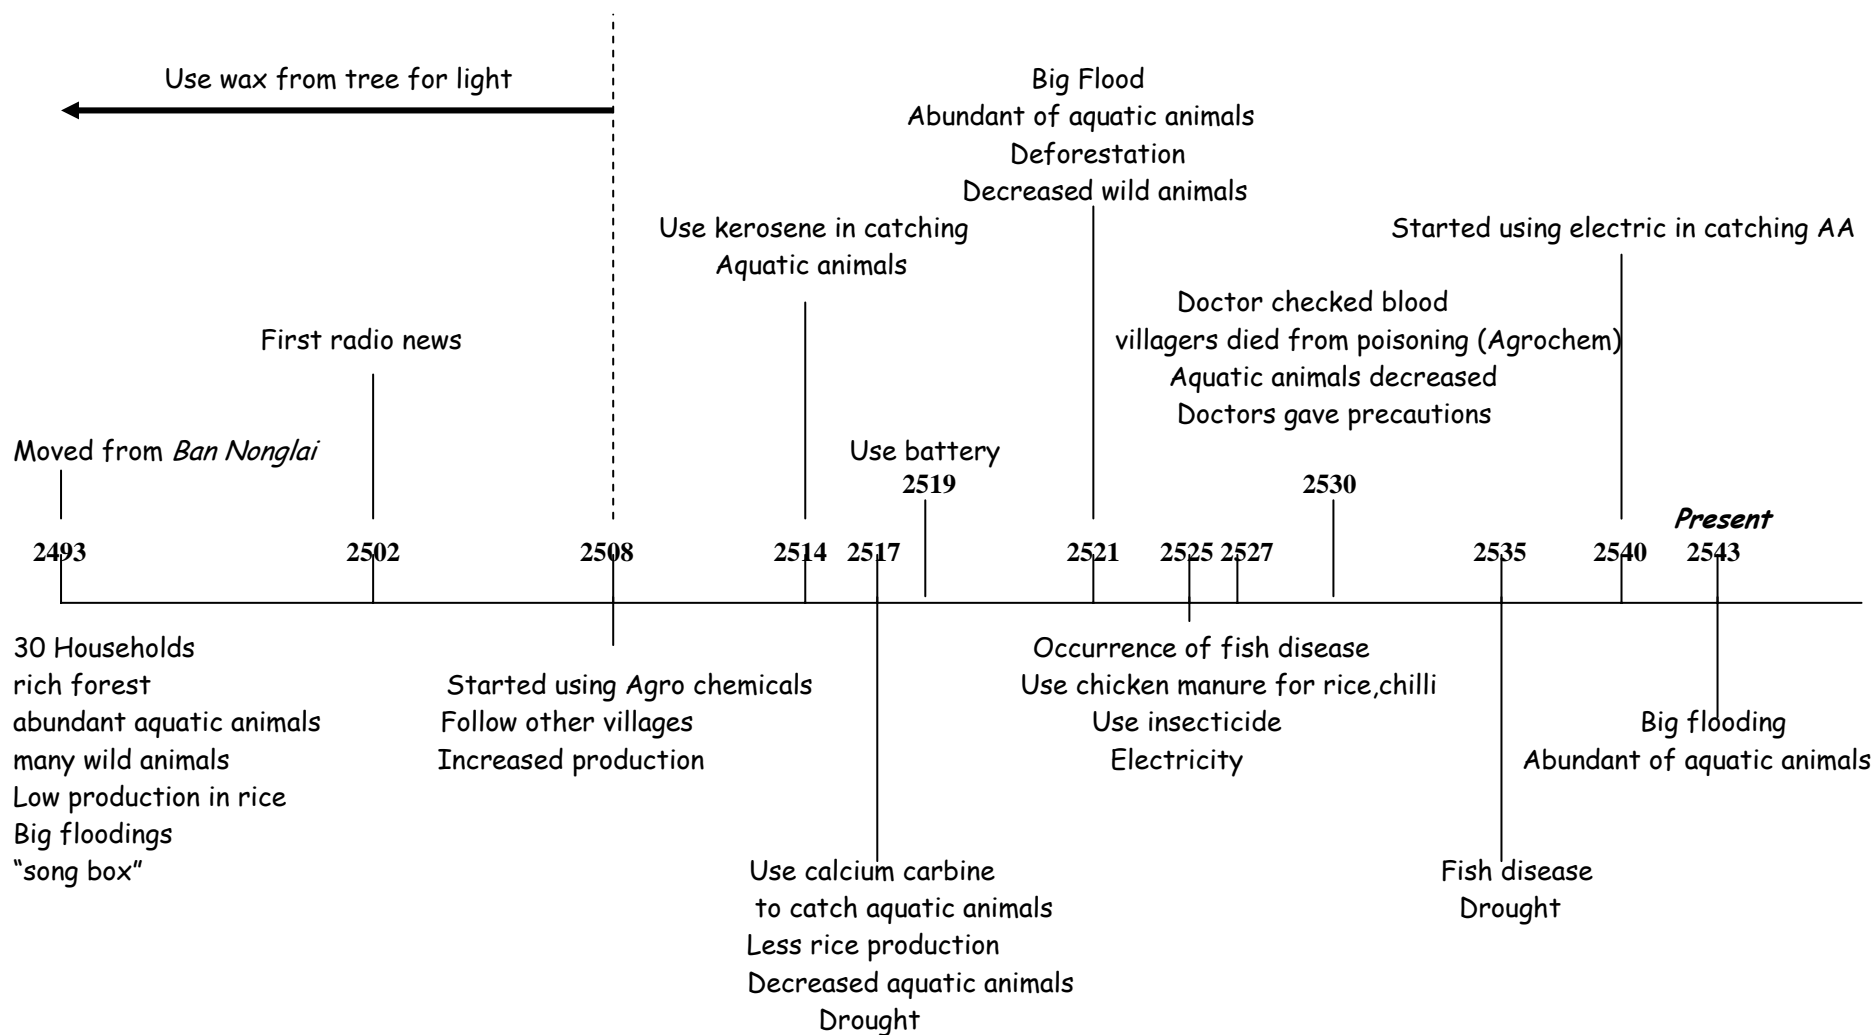 Use wax from tree for light
Big Flood
Abundant of aquatic animals
Deforestation
Decreased wild animals
Use kerosene in catching
Aquatic animals
Started using electric in catching AA
Doctor checked blood
villagers died from poisoning (Agrochem)
Aquatic animals decreased
Doctors gave precautions
First radio news
Moved from Ban Nonglai
Use battery
2519
2530
Present
2493
2502
2508
2514
2517
2521
2525
2527
2535
2540
2543
30 Households
rich forest
abundant aquatic animals
many wild animals
Low production in rice
Big floodings
“song box”
Started using Agro chemicals
Follow other villages
Increased production
Use calcium carbine
to catch aquatic animals
Less rice production
Decreased aquatic animals
Drought
Occurrence of fish disease
Use chicken manure for rice,chilli
Use insecticide
Electricity
Fish disease
Drought
Big flooding
Abundant of aquatic animals